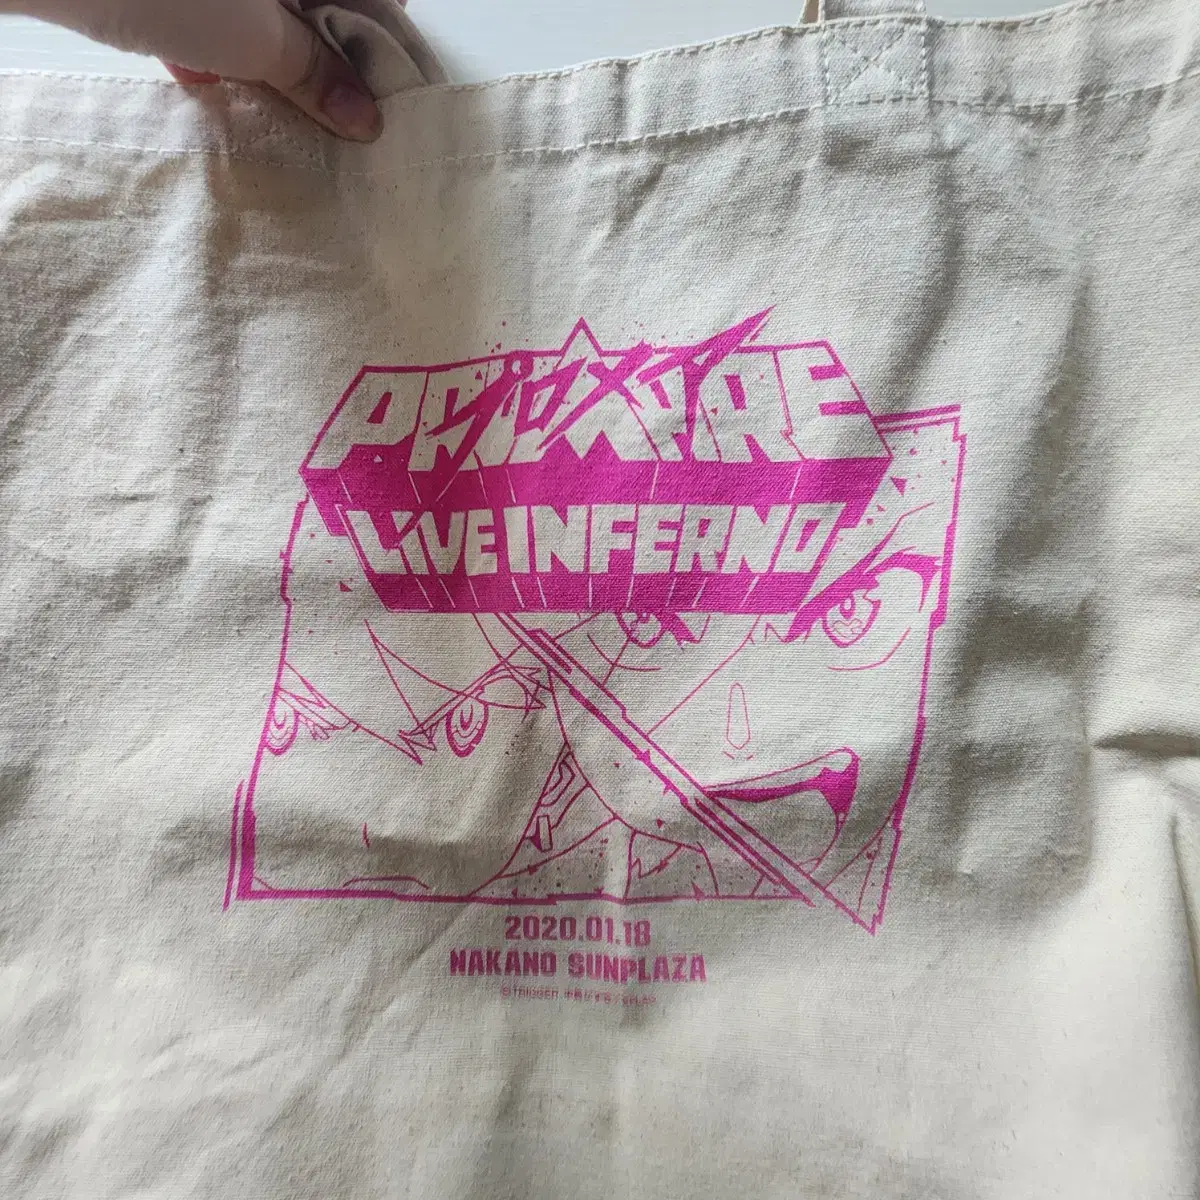 PROMARE
LiVE INFERNO
2020.01.18
NAKANO SUNPLAZA